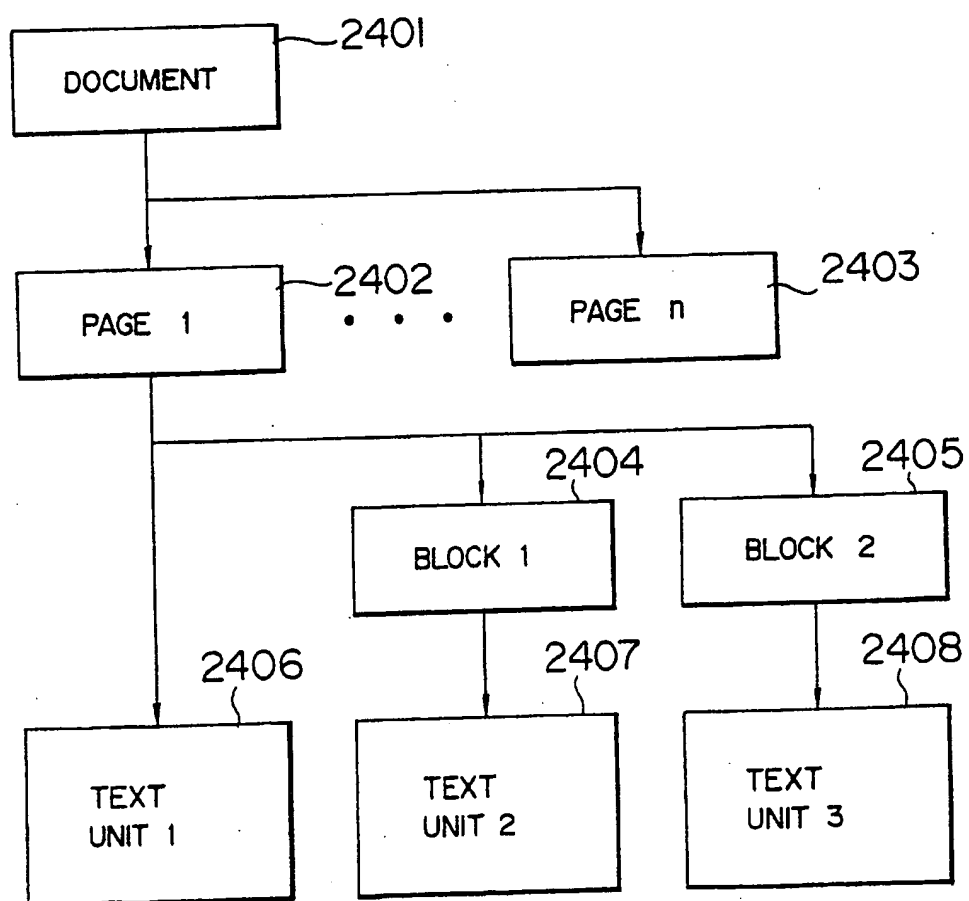 2401
DOCUMENT
2402
2403
PAGE 1
PAGE n
2404
2405
BLOCK 1
BLOCK 2
2406
2407
2408
TEXT
UNIT 1
TEXT
UNIT 2
TEXT
UNIT 3